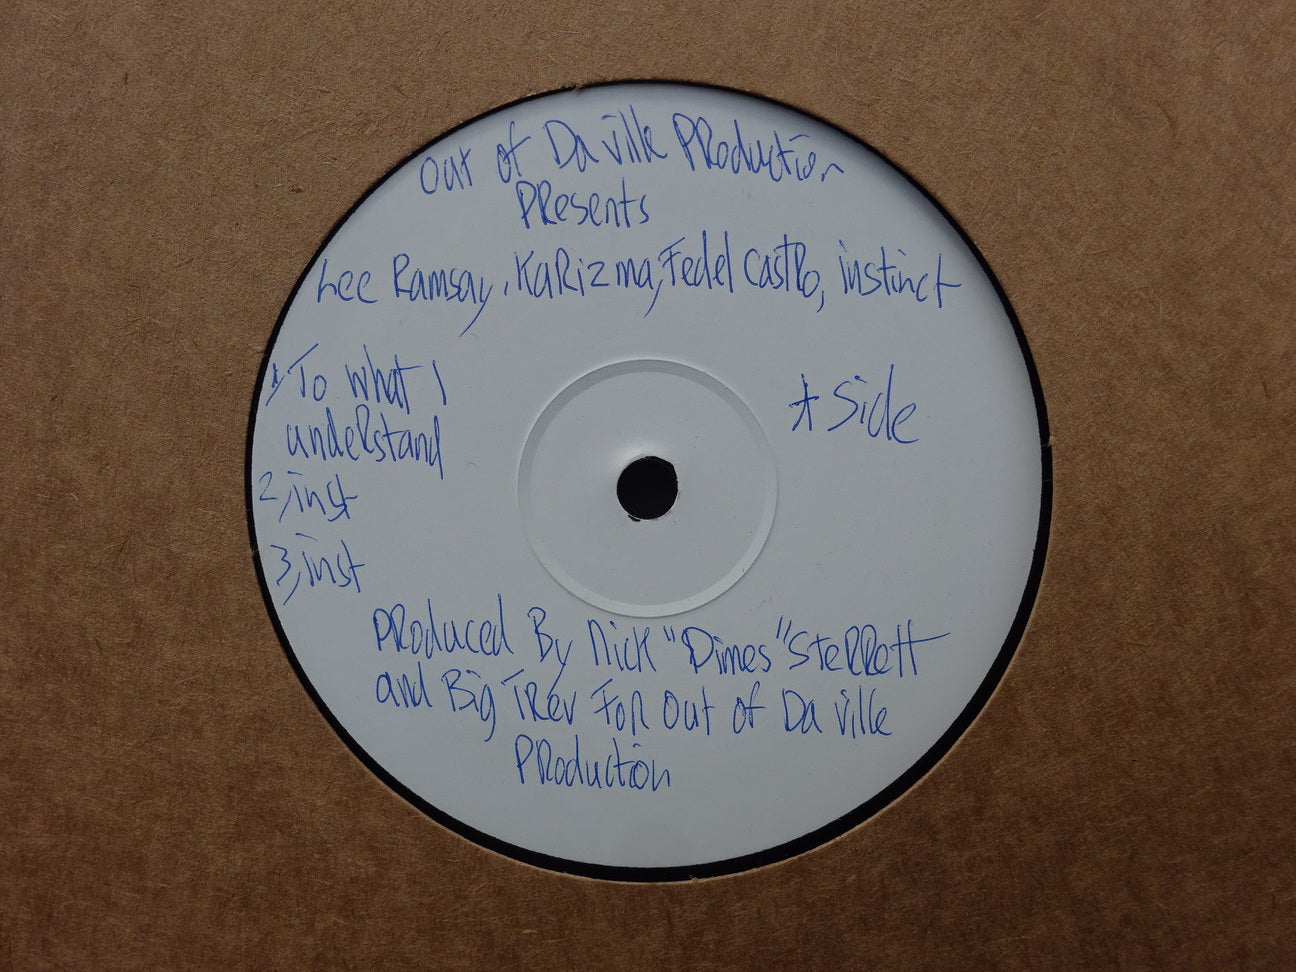 Out of Da ville PRoduction
PResents
Lee Ramsay, KaRizma, Fedel CastRo, instinct
1, To what I
undeRstand
2, inst
3, inst
A Side
PRoduced By Nick "Dimes" SteRRett
and Big TRev FoR Out of Da ville
PRoduction